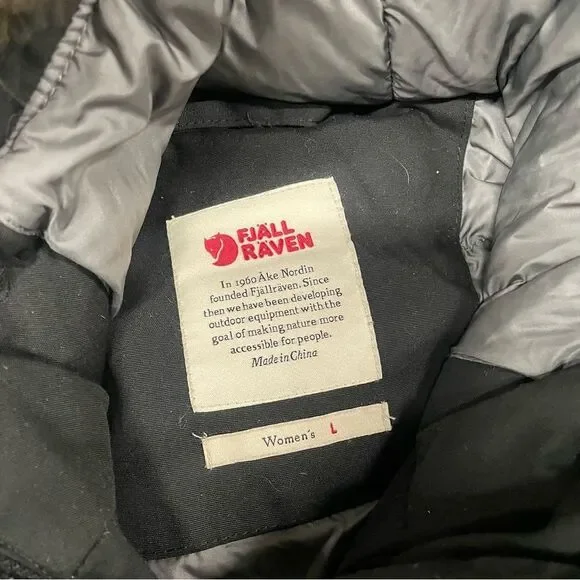 FJÄLL
RÄVEN
In 1960 Åke Nordin
founded Fjällräven. Since
then we have been developing
outdoor equipment with the
goal of making nature more
accessible for people.
Made in China
Women's L